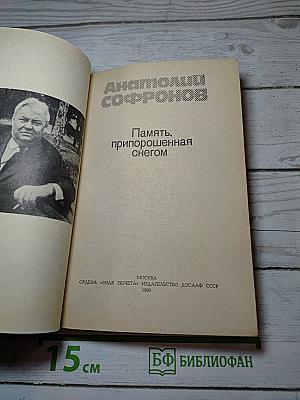 Анатолий
Софронов
Память,
припорошенная
снегом
МОСКВА
ОРДЕНА «ЗНАК ПОЧЕТА» ИЗДАТЕЛЬСТВО ДОСААФ СССР
15 см
БФ БИБЛИОФАН